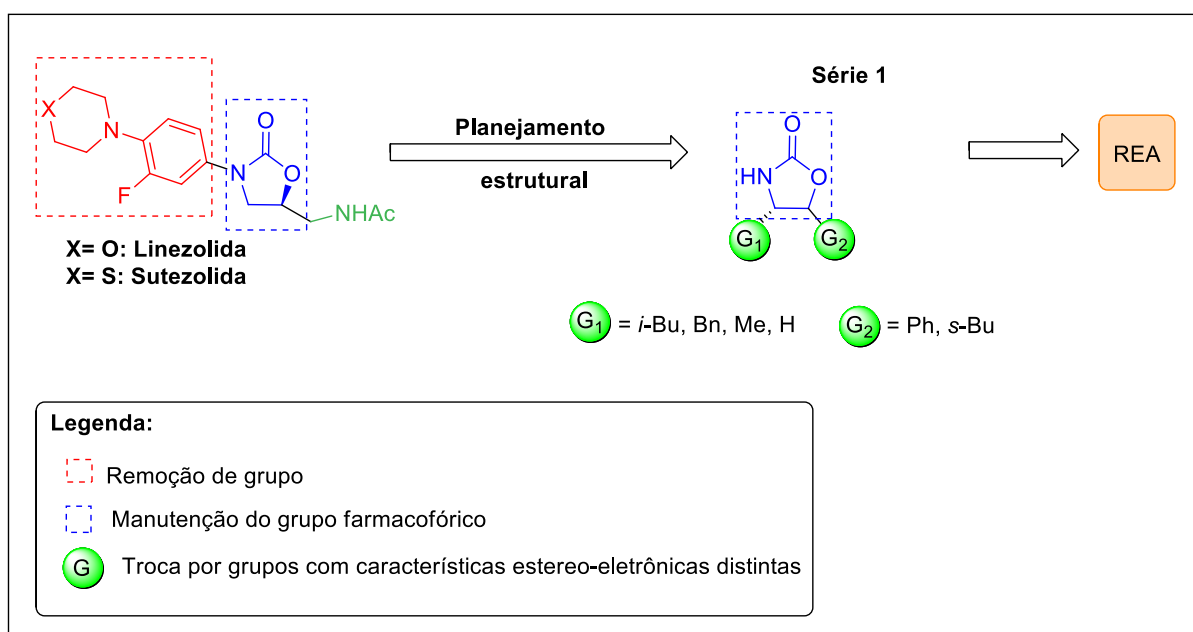 Série 1
X
N
F
O
N
O
NHAc
X= O: Linezolida
X= S: Sutezolida
Planejamento
estrutural
O
HN
O
G1
G2
REA
G1 = i-Bu, Bn, Me, H
G2 = Ph, s-Bu
Legenda:
Remoção de grupo
Manutenção do grupo farmacofórico
G Troca por grupos com características estereo-eletrônicas distintas